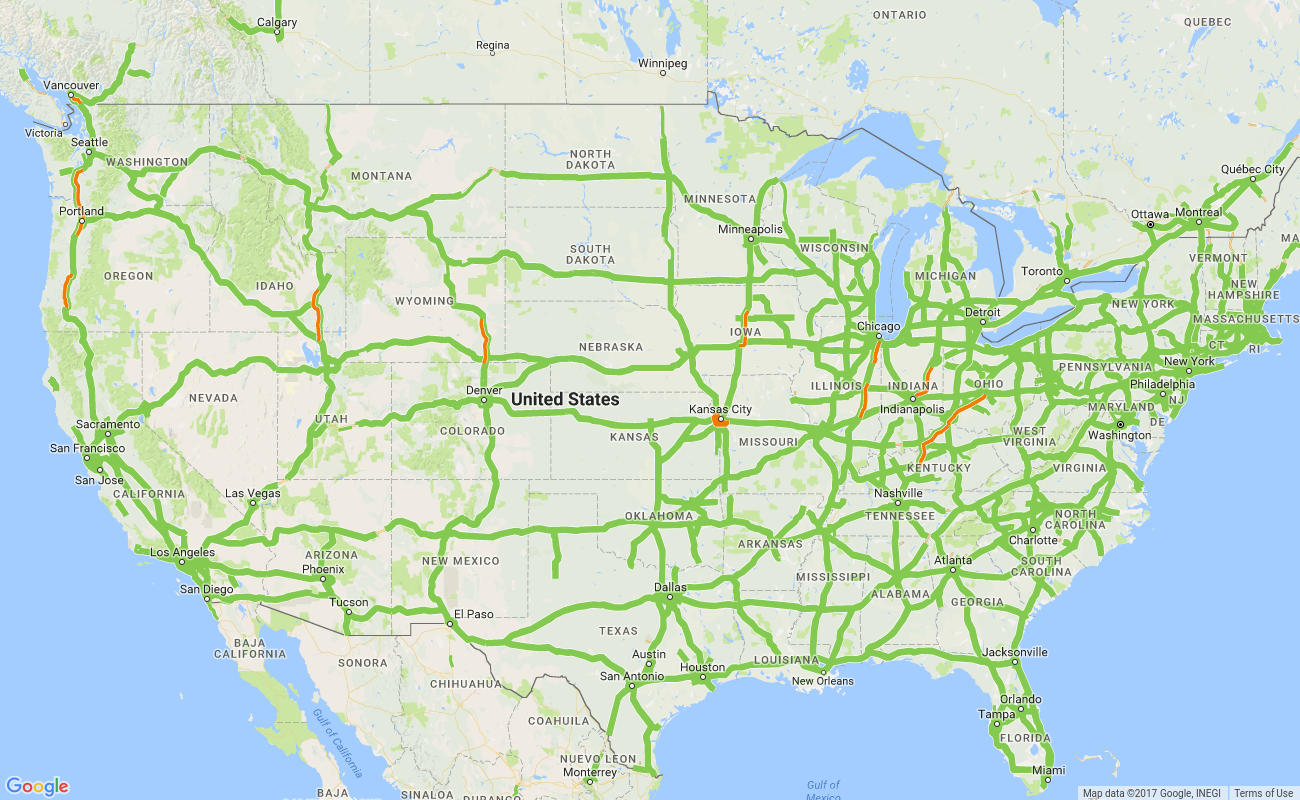 Calgary
ONTARIO
QUEBEC
Regina
Winnipeg
Vancouver
Victoria
Seattle
WASHINGTON
NORTH
DAKOTA
MONTANA
MINNESOTA
Québec City
Ottawa
Montreal
Portland
Minneapolis
WISCONSIN
MA
VERMONT
SOUTH
DAKOTA
OREGON
IDAHO
MICHIGAN
Toronto
NEW
HAMPSHIRE
WYOMING
NEW YORK
Detroit
MASSACHUSETTS
Chicago
IOWA
NEBRASKA
CT
RI
New York
PENNSYLVANIA
Denver
United States
ILLINOIS
INDIANA
OHIO
Philadelphia
NJ
NEVADA
Indianapolis
Kansas City
MARYLAND
DE
UTAH
Sacramento
COLORADO
KANSAS
MISSOURI
WEST
VIRGINIA
Washington
San Francisco
San Jose
KENTUCKY
VIRGINIA
CALIFORNIA
Las Vegas
Nashville
OKLAHOMA
TENNESSEE
NORTH
CAROLINA
Charlotte
Los Angeles
ARIZONA
NEW MEXICO
ARKANSAS
Phoenix
Atlanta
SOUTH
CAROLINA
San Diego
MISSISSIPPI
Dallas
ALABAMA
GEORGIA
Tucson
El Paso
TEXAS
BAJA
CALIFORNIA
SONORA
Austin
Houston
LOUISIANA
Jacksonville
San Antonio
New Orleans
CHIHUAHUA
Orlando
Tampa
COAHUILA
Gulf of
California
FLORIDA
NUEVO LEON
Monterrey
Miami
Google
BAJA
SINALOA
DURANGO
Gulf of
Mexico
Map data ©2017 Google, INEGI
Terms of Use